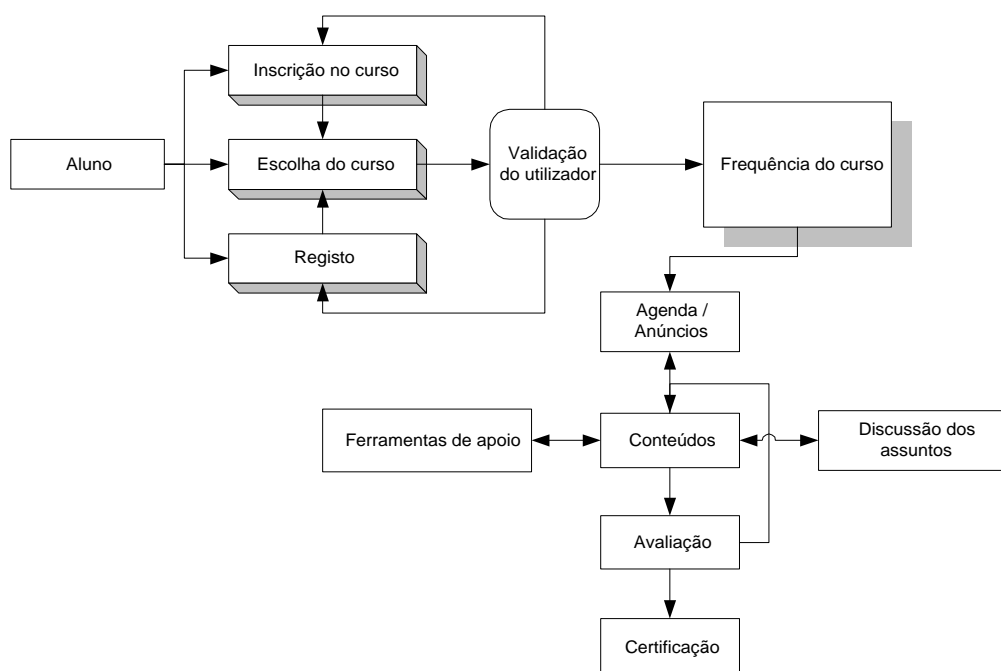 Inscrição no curso
Aluno
Escolha do curso
Registo
Validação
do utilizador
Frequência do curso
Agenda /
Anúncios
Ferramentas de apoio
Conteúdos
Discussão dos
assuntos
Avaliação
Certificação